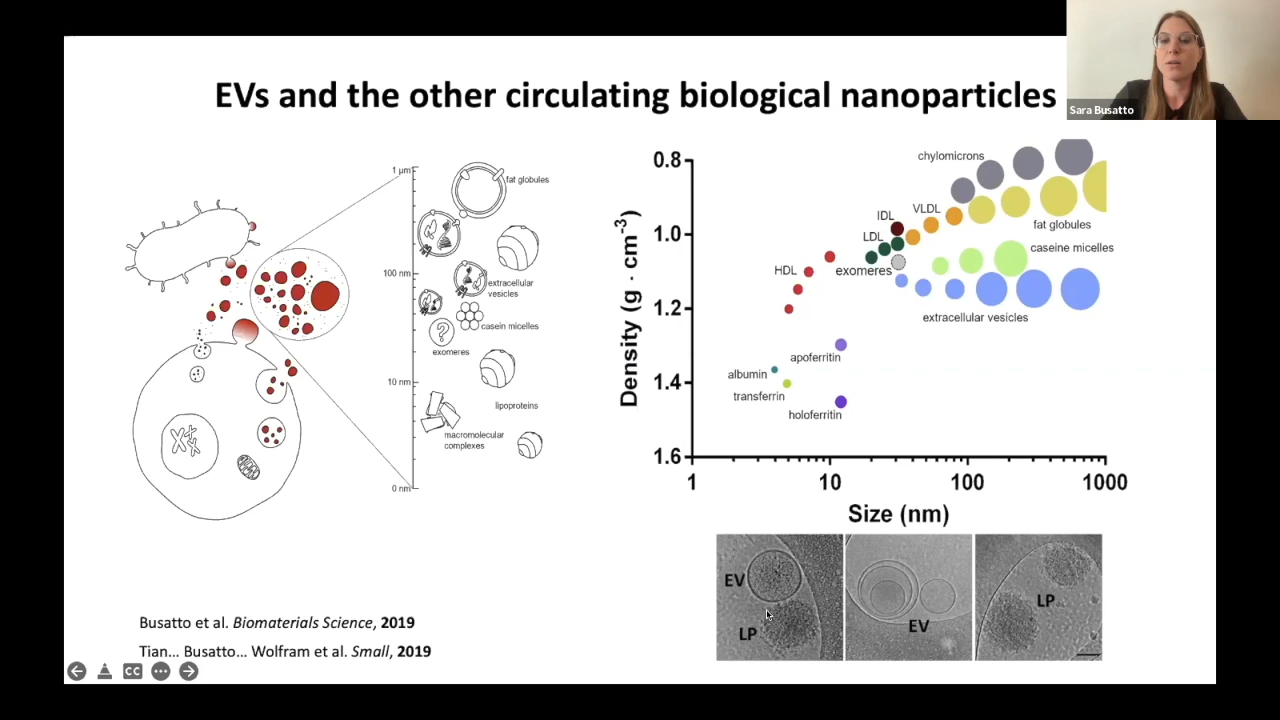 EVs and the other circulating biological nanoparticles
Sara Busatto
1 μm
100 nm
10 nm
0 nm
fat globules
extracellular
vesicles
casein micelles
?
exomeres
lipoproteins
macromolecular
complexes
Density (g · cm-3)
0.8
1.0
1.2
1.4
1.6
chylomicrons
IDL
VLDL
LDL
fat globules
caseine micelles
HDL
exomeres
extracellular vesicles
apoferritin
albumin
transferrin
holoferritin
1
10
100
1000
Size (nm)
EV
LP
EV
LP
Busatto et al. Biomaterials Science, 2019
Tian... Busatto... Wolfram et al. Small, 2019
CC